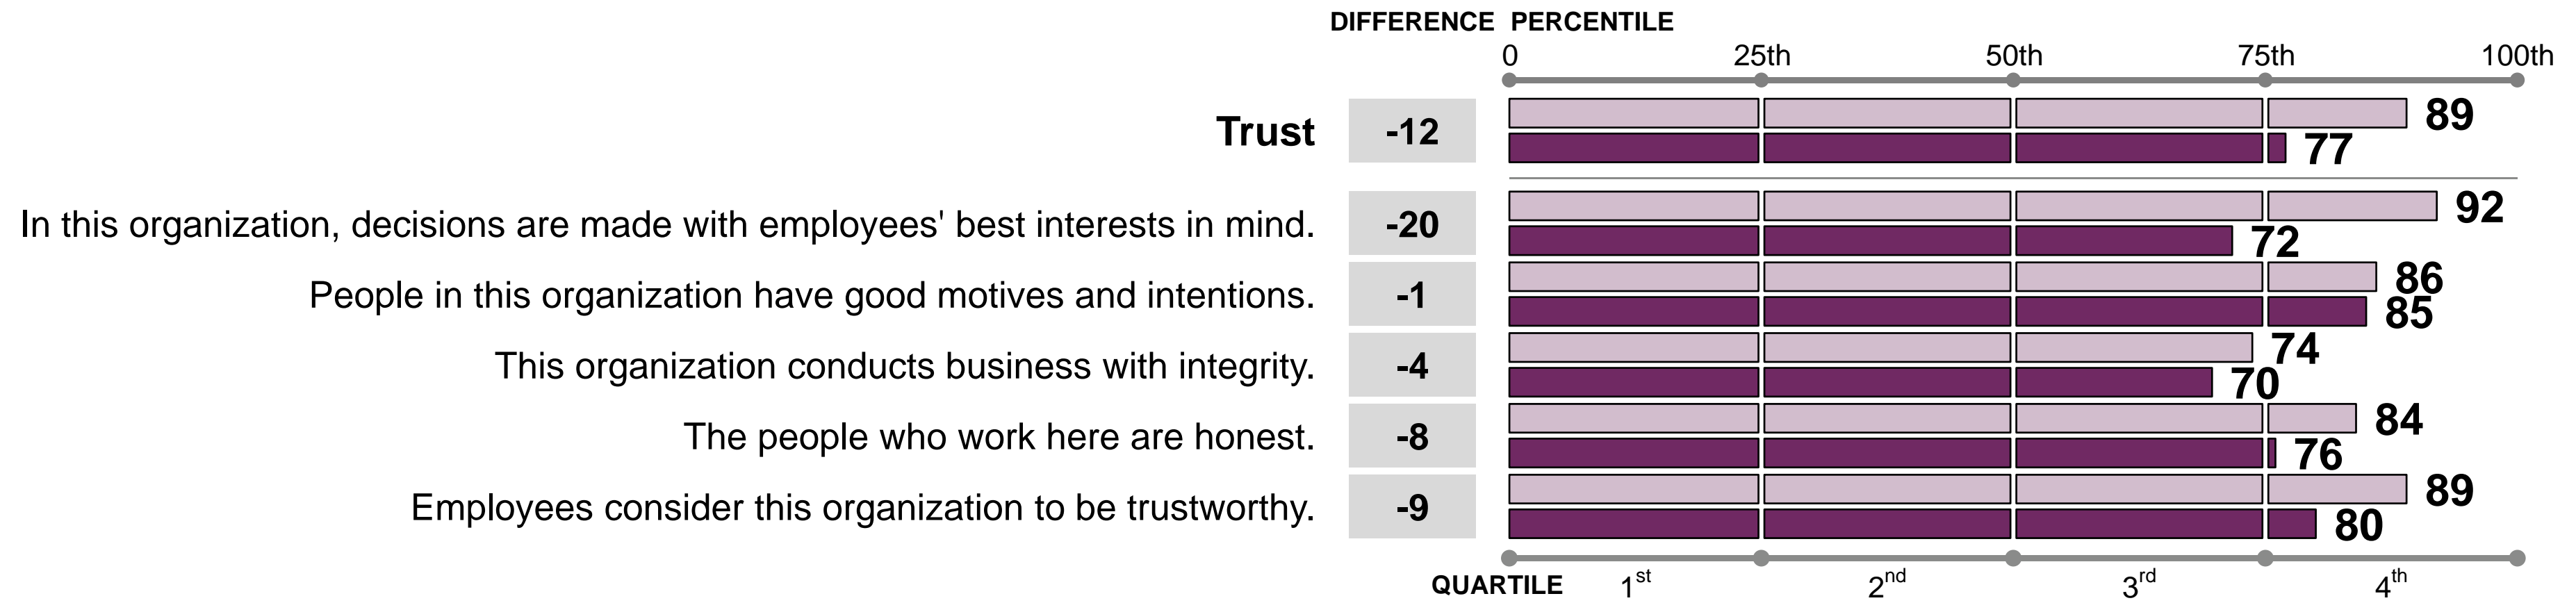 DIFFERENCE PERCENTILE
0 25th 50th 75th 100th
Trust -12 89
77
In this organization, decisions are made with employees' best interests in mind. -20 92
72
People in this organization have good motives and intentions. -1 86
85
This organization conducts business with integrity. -4 74
70
The people who work here are honest. -8 84
76
Employees consider this organization to be trustworthy. -9 89
80
QUARTILE 1st 2nd 3rd 4th